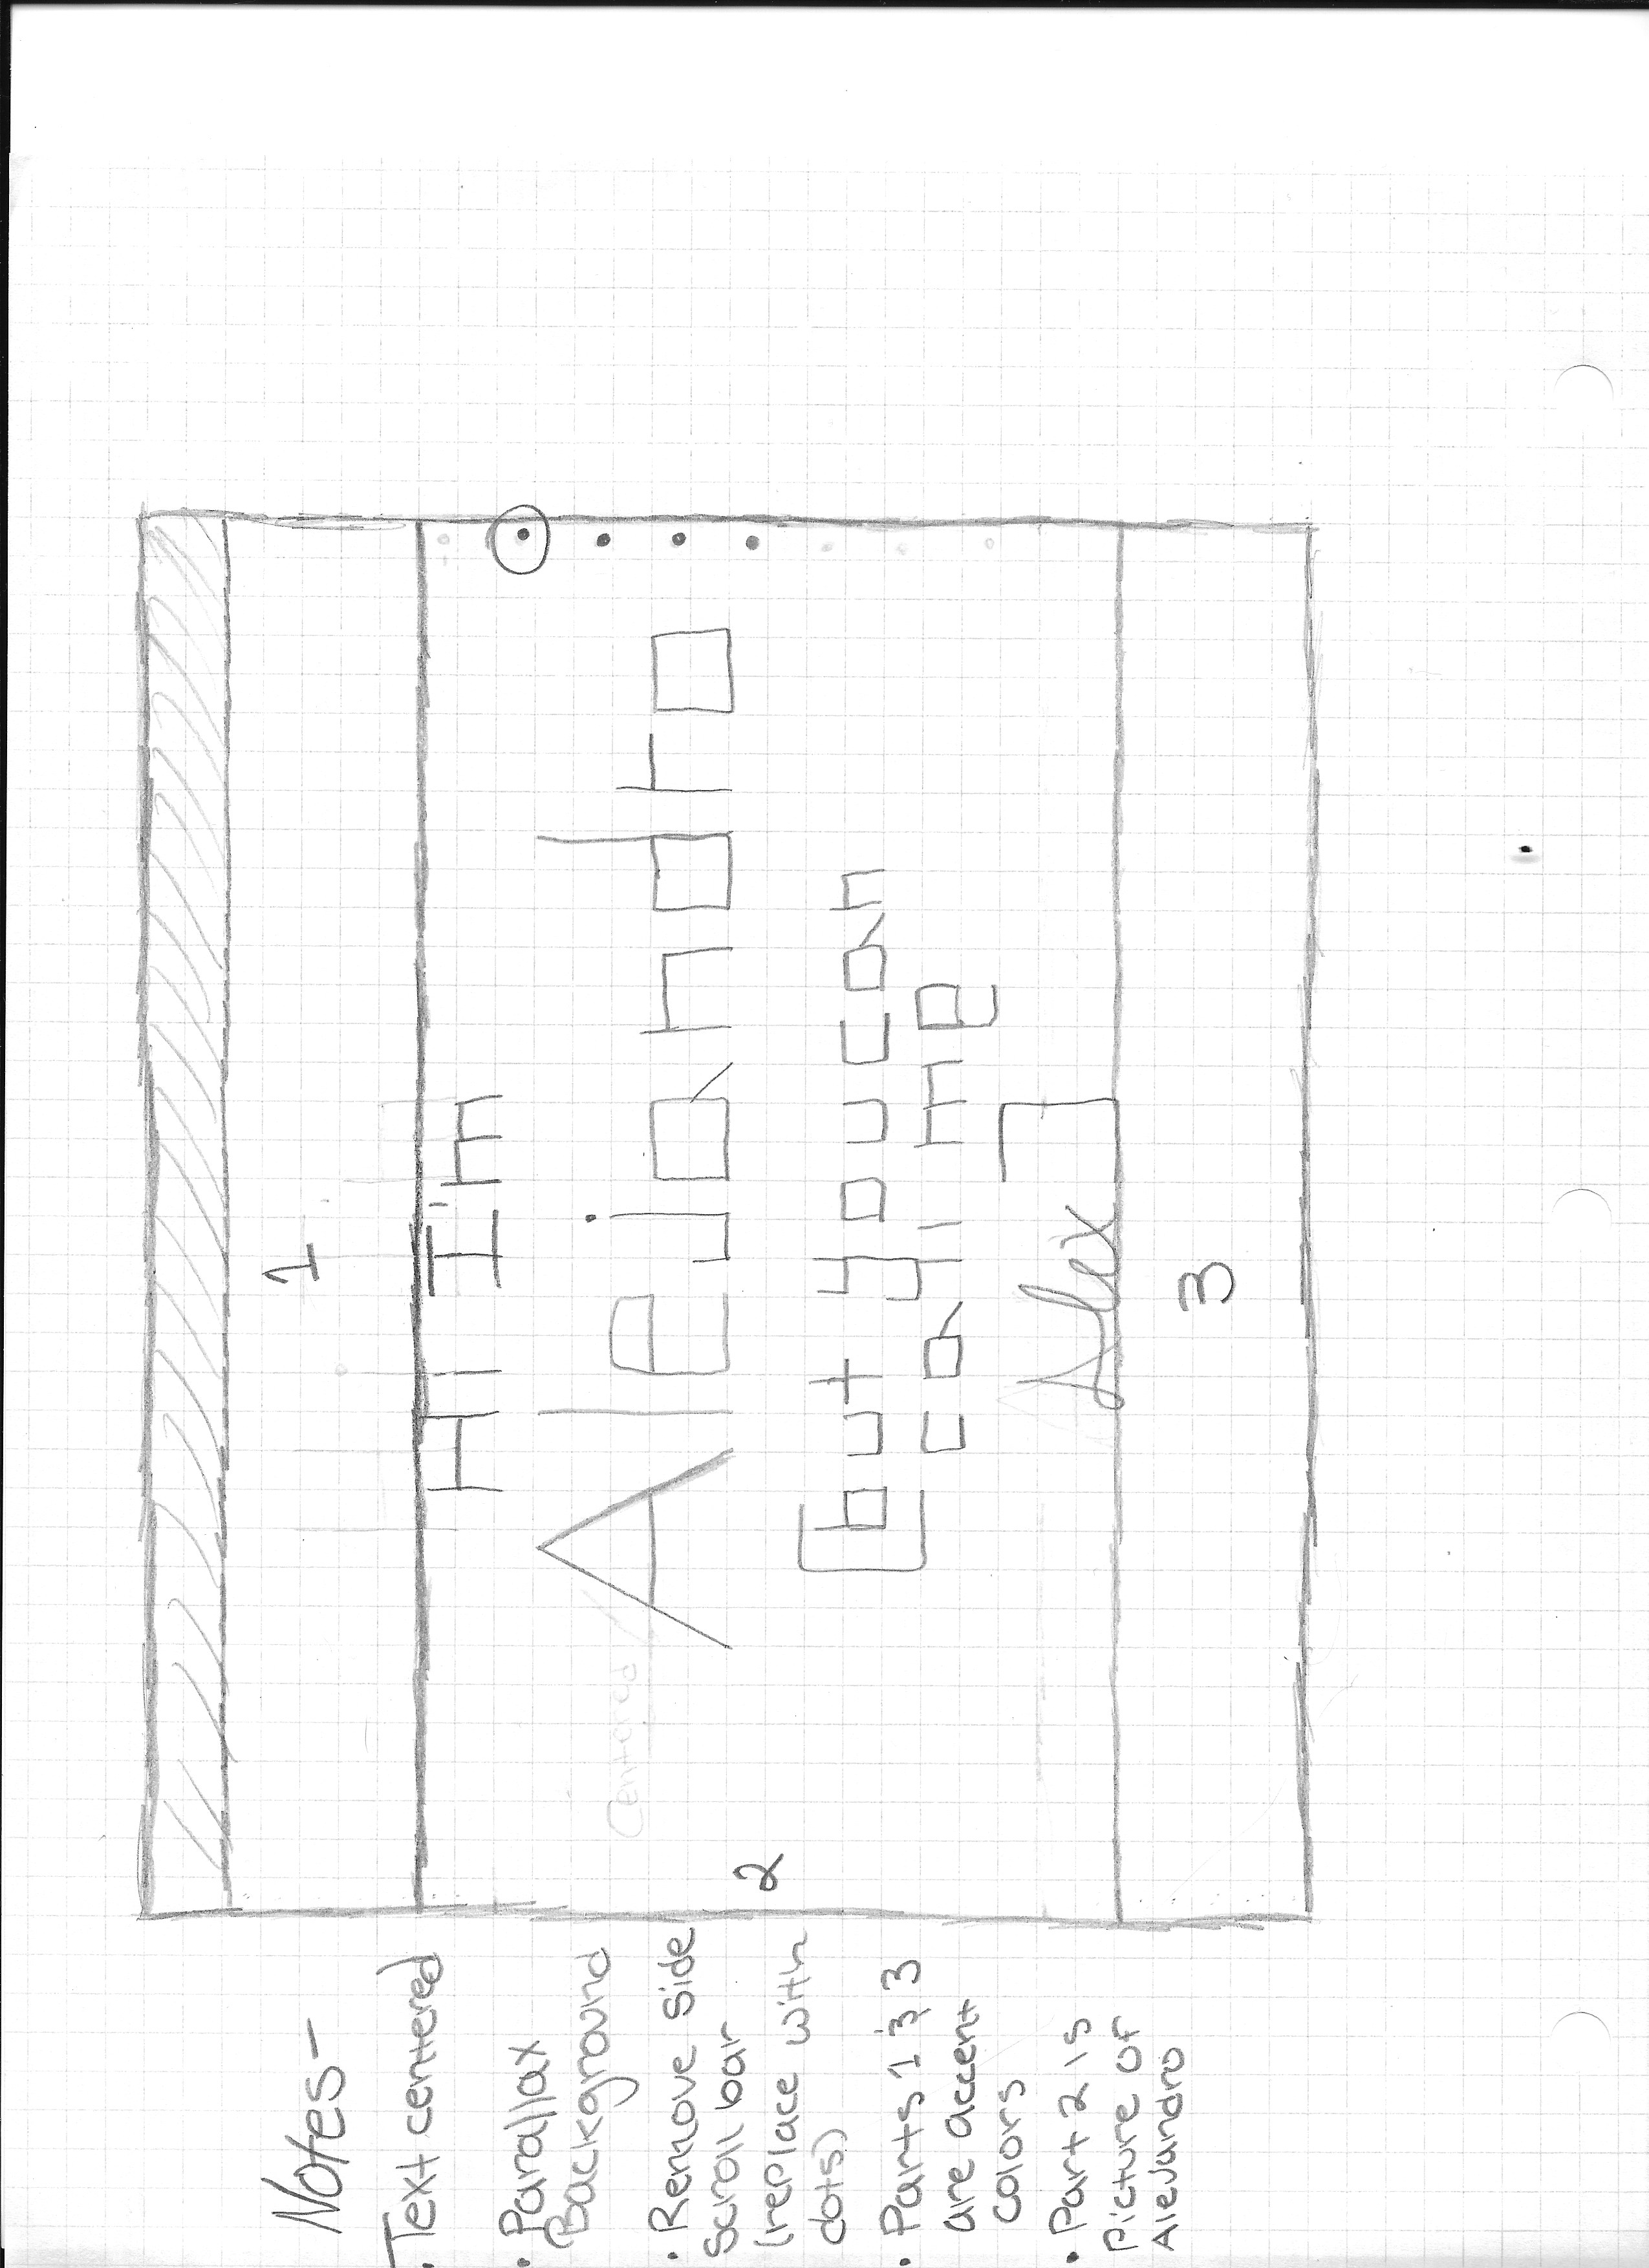 Notes-
. Text centered
• Parallax
Background
• Remove side
scroll bar
(replace with
dots)
• Parts 1 & 3
are accent
colors
• Part 2 is
Picture of
Alejandro
1
Hi I'm
Alejandro
Centered
2
[but you can
call me
Alex]
3